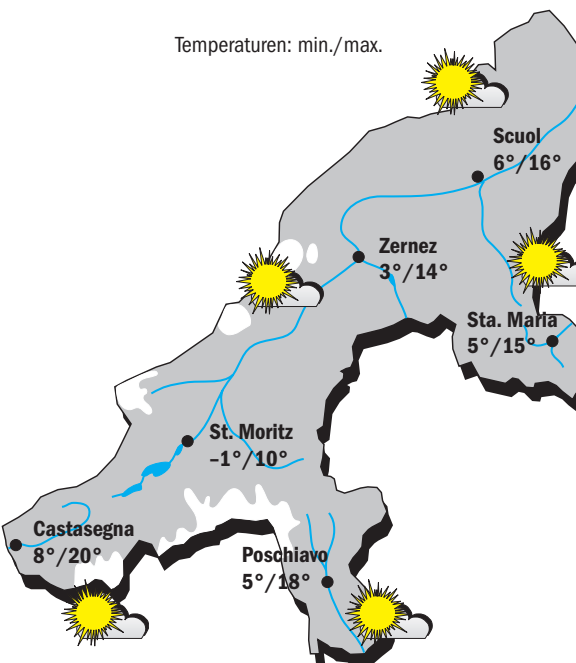 Temperaturen: min./max.
Scuol
6°/16°
Zernez
3°/14°
Sta. Maria
5°/15°
St. Moritz
–1°/10°
Castasegna
8°/20°
Poschiavo
5°/18°